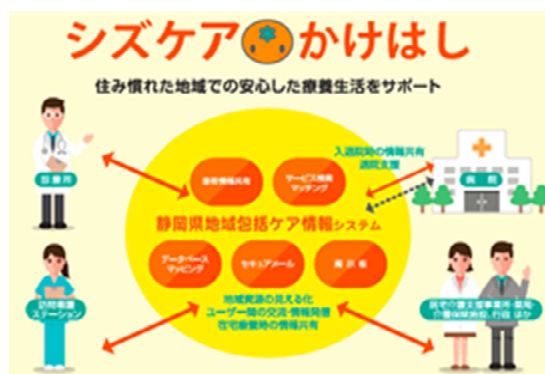 シズケア
かけはし
住み慣れた地域での安心した療養生活をサポート
入退院時の情報共有
退院支援
診療所
患者情報共有
サービス検索
マッチング
病院
静岡県地域包括ケア情報システム
データベース
マッピング
セキュアメール
掲示板
訪問看護
ステーション
地域資源の見える化
ユーザー間の交流・情報発信
在宅療養時の情報共有
居宅介護支援事業所・薬局・
介護保険施設、行政 ほか